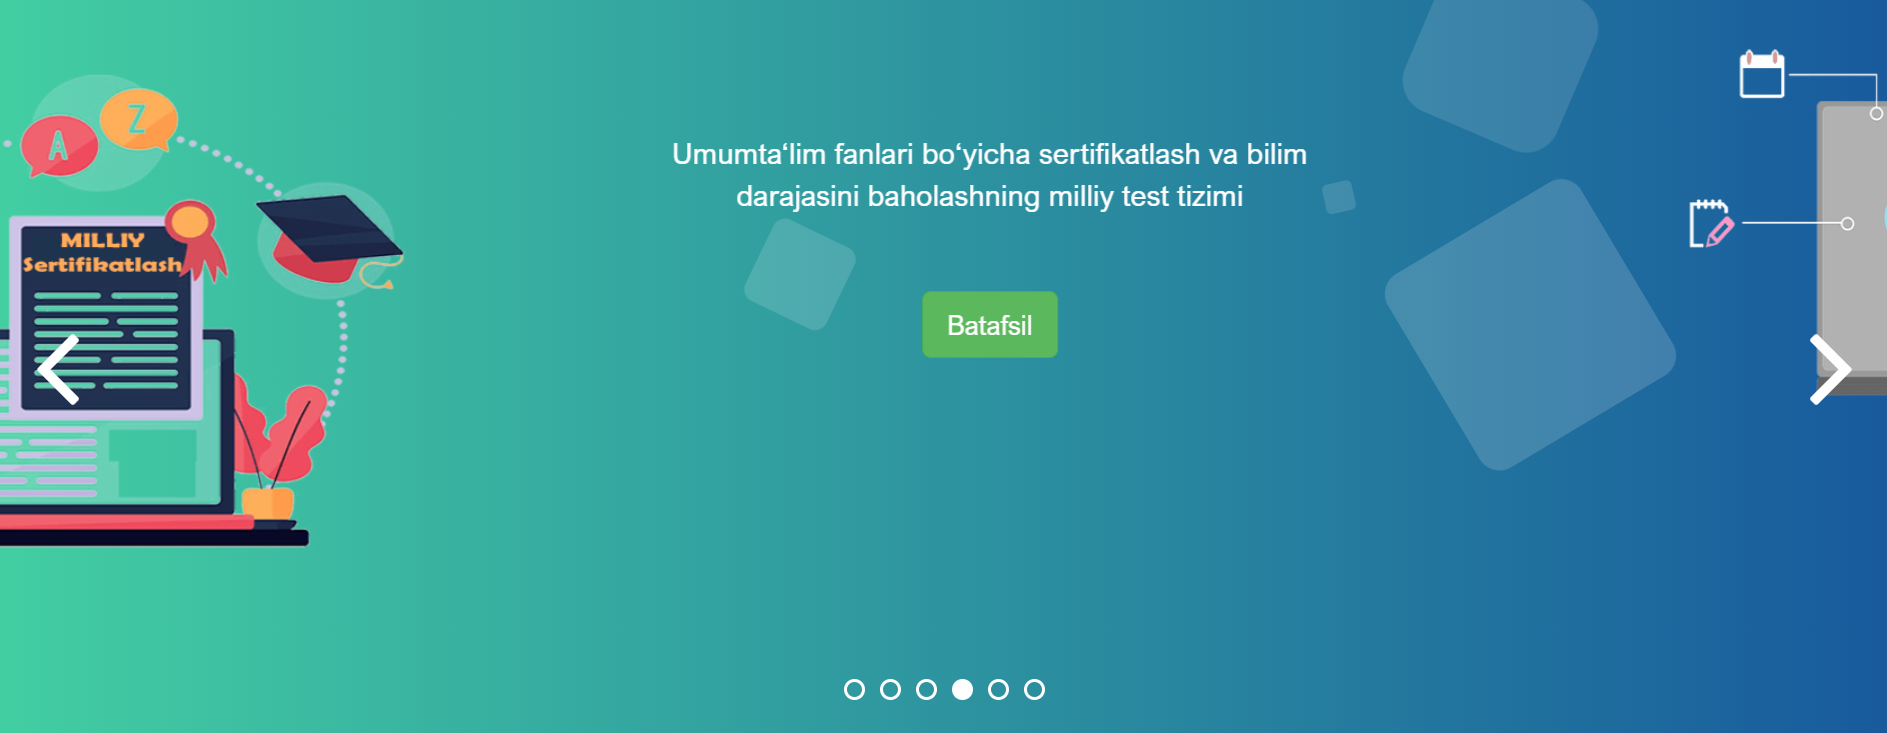 A
Z
MILLIY
Sertifikatlash
Umumta‘lim fanlari bo‘yicha sertifikatlash va bilim
darajasini baholashning milliy test tizimi
Batafsil